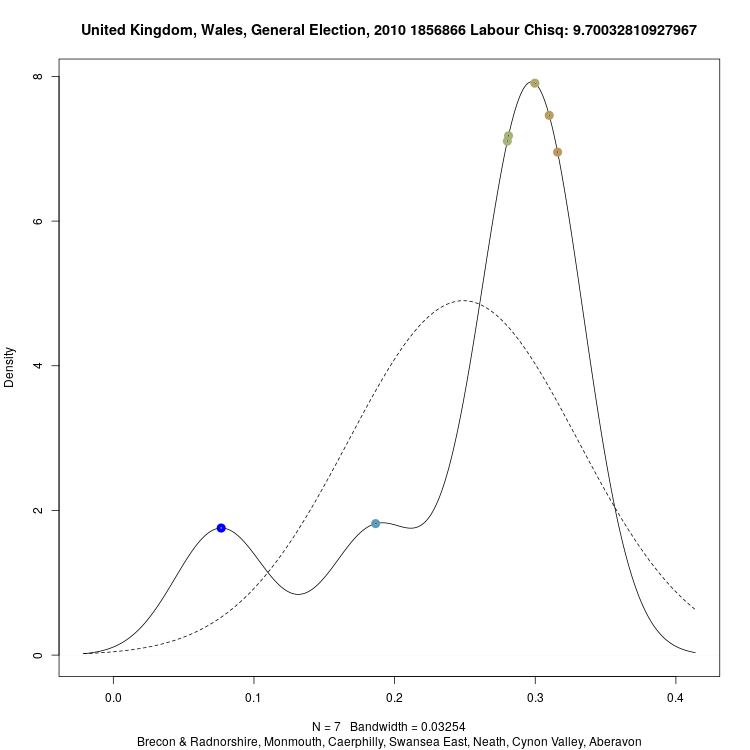 United Kingdom, Wales, General Election, 2010 1856866 Labour Chisq: 9.70032810927967
8
6
4
2
0
Density
0.0 0.1 0.2 0.3 0.4
N = 7 Bandwidth = 0.03254
Brecon & Radnorshire, Monmouth, Caerphilly, Swansea East, Neath, Cynon Valley, Aberavon